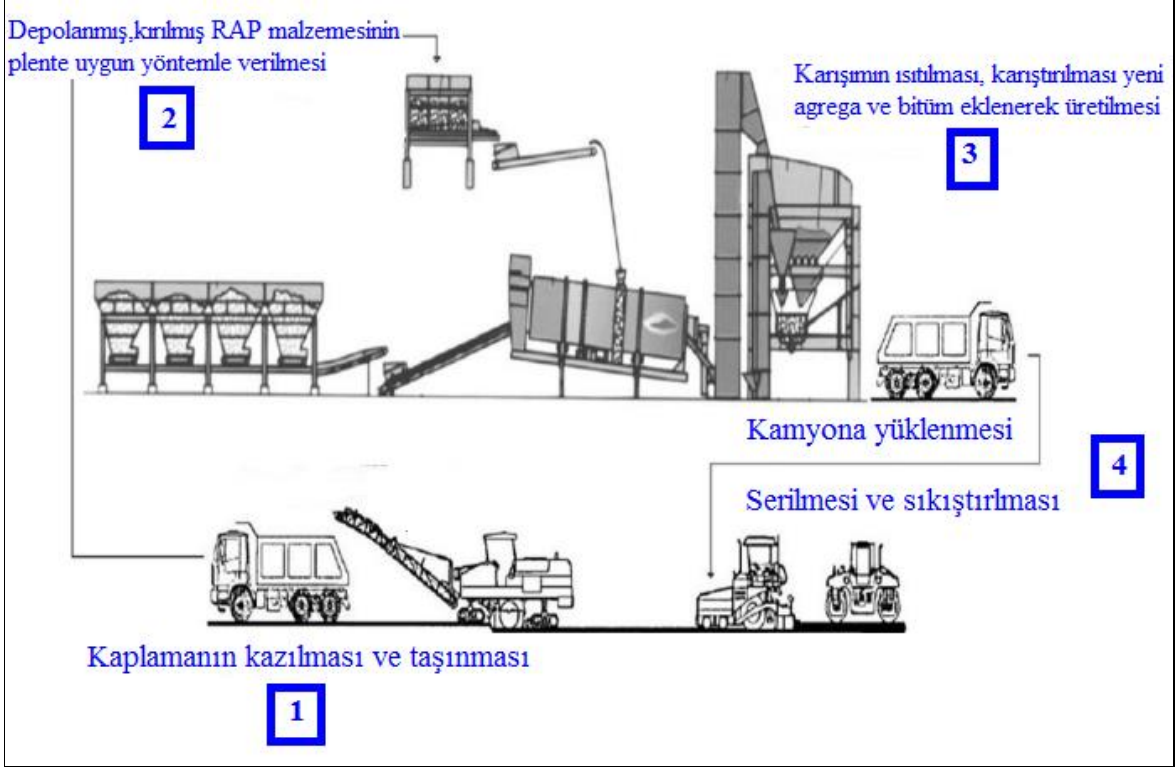 Depolanmış,kırılmış RAP malzemesinin
plente uygun yöntemle verilmesi
2
Karışımın ısıtılması, karıştırılması yeni
agrega ve bitüm eklenerek üretilmesi
3
Kamyona yüklenmesi
4
Serilmesi ve sıkıştırlması
Kaplamanın kazılması ve taşınması
1